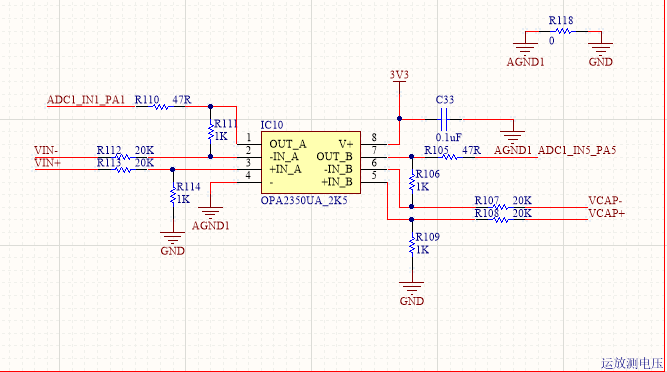 R118
0
AGND1 GND
3V3
ADC1_IN1_PA1 R110 47R
C33
0.1uF
R111
1K
IC10
1 OUT_A V+ 8
2 -IN_A OUT_B 7
3 +IN_A -IN_B 6
4 - +IN_B 5
OPA2350UA_2K5
VIN- R112 20K
VIN+ R113 20K
R105 47R AGND1 ADC1_IN5_PA5
R114
1K
R106
1K
R107 20K VCAP-
R108 20K VCAP+
AGND1
GND
R109
1K
GND
运放测电压